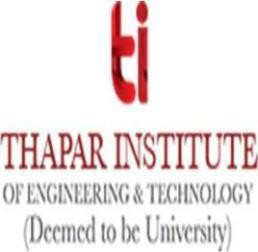 ti
THAPAR INSTITUTE
OF ENGINEERING & TECHNOLOGY
(Deemed to be University)